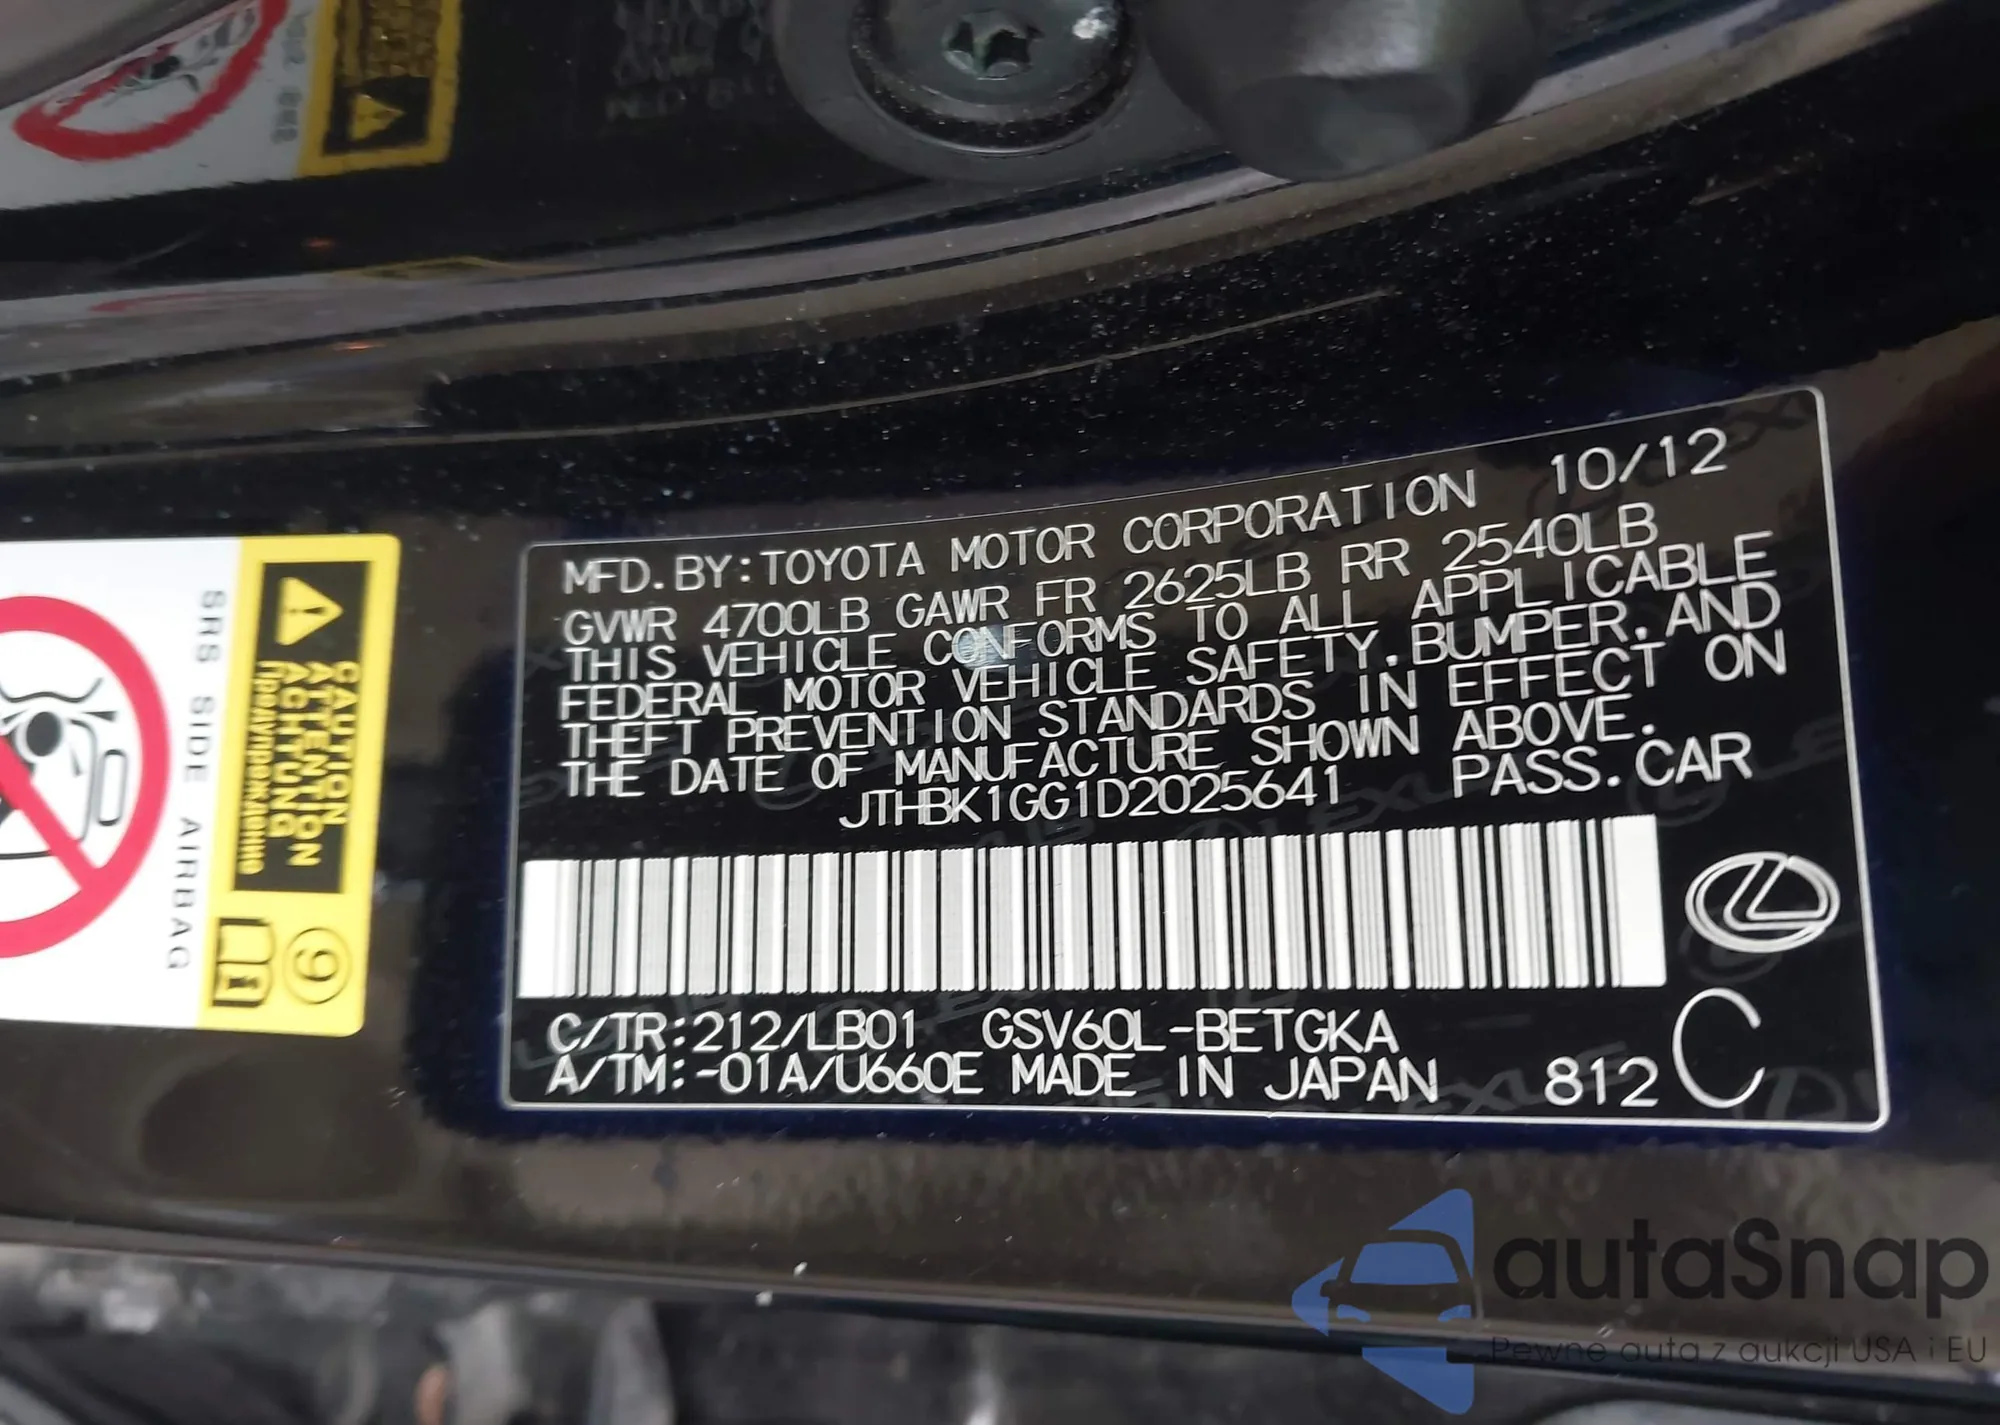 MFD.BY:TOYOTA MOTOR CORPORATION 10/12
GVWR 4700LB GAWR FR 2625LB RR 2540LB
THIS VEHICLE CONFORMS TO ALL APPLICABLE
FEDERAL MOTOR VEHICLE SAFETY,BUMPER,AND
THEFT PREVENTION STANDARDS IN EFFECT ON
THE DATE OF MANUFACTURE SHOWN ABOVE.
JTHBK1GG1D2025641 PASS.CAR
C/TR:212/LB01 GSV60L-BETGKA
A/TM:-01A/U660E MADE IN JAPAN 812 C
CAUTION
ATTENTION
ACHTUNG
SRS SIDE AIRBAG
9
autaSnap
Pewne auta z aukcji USA i EU